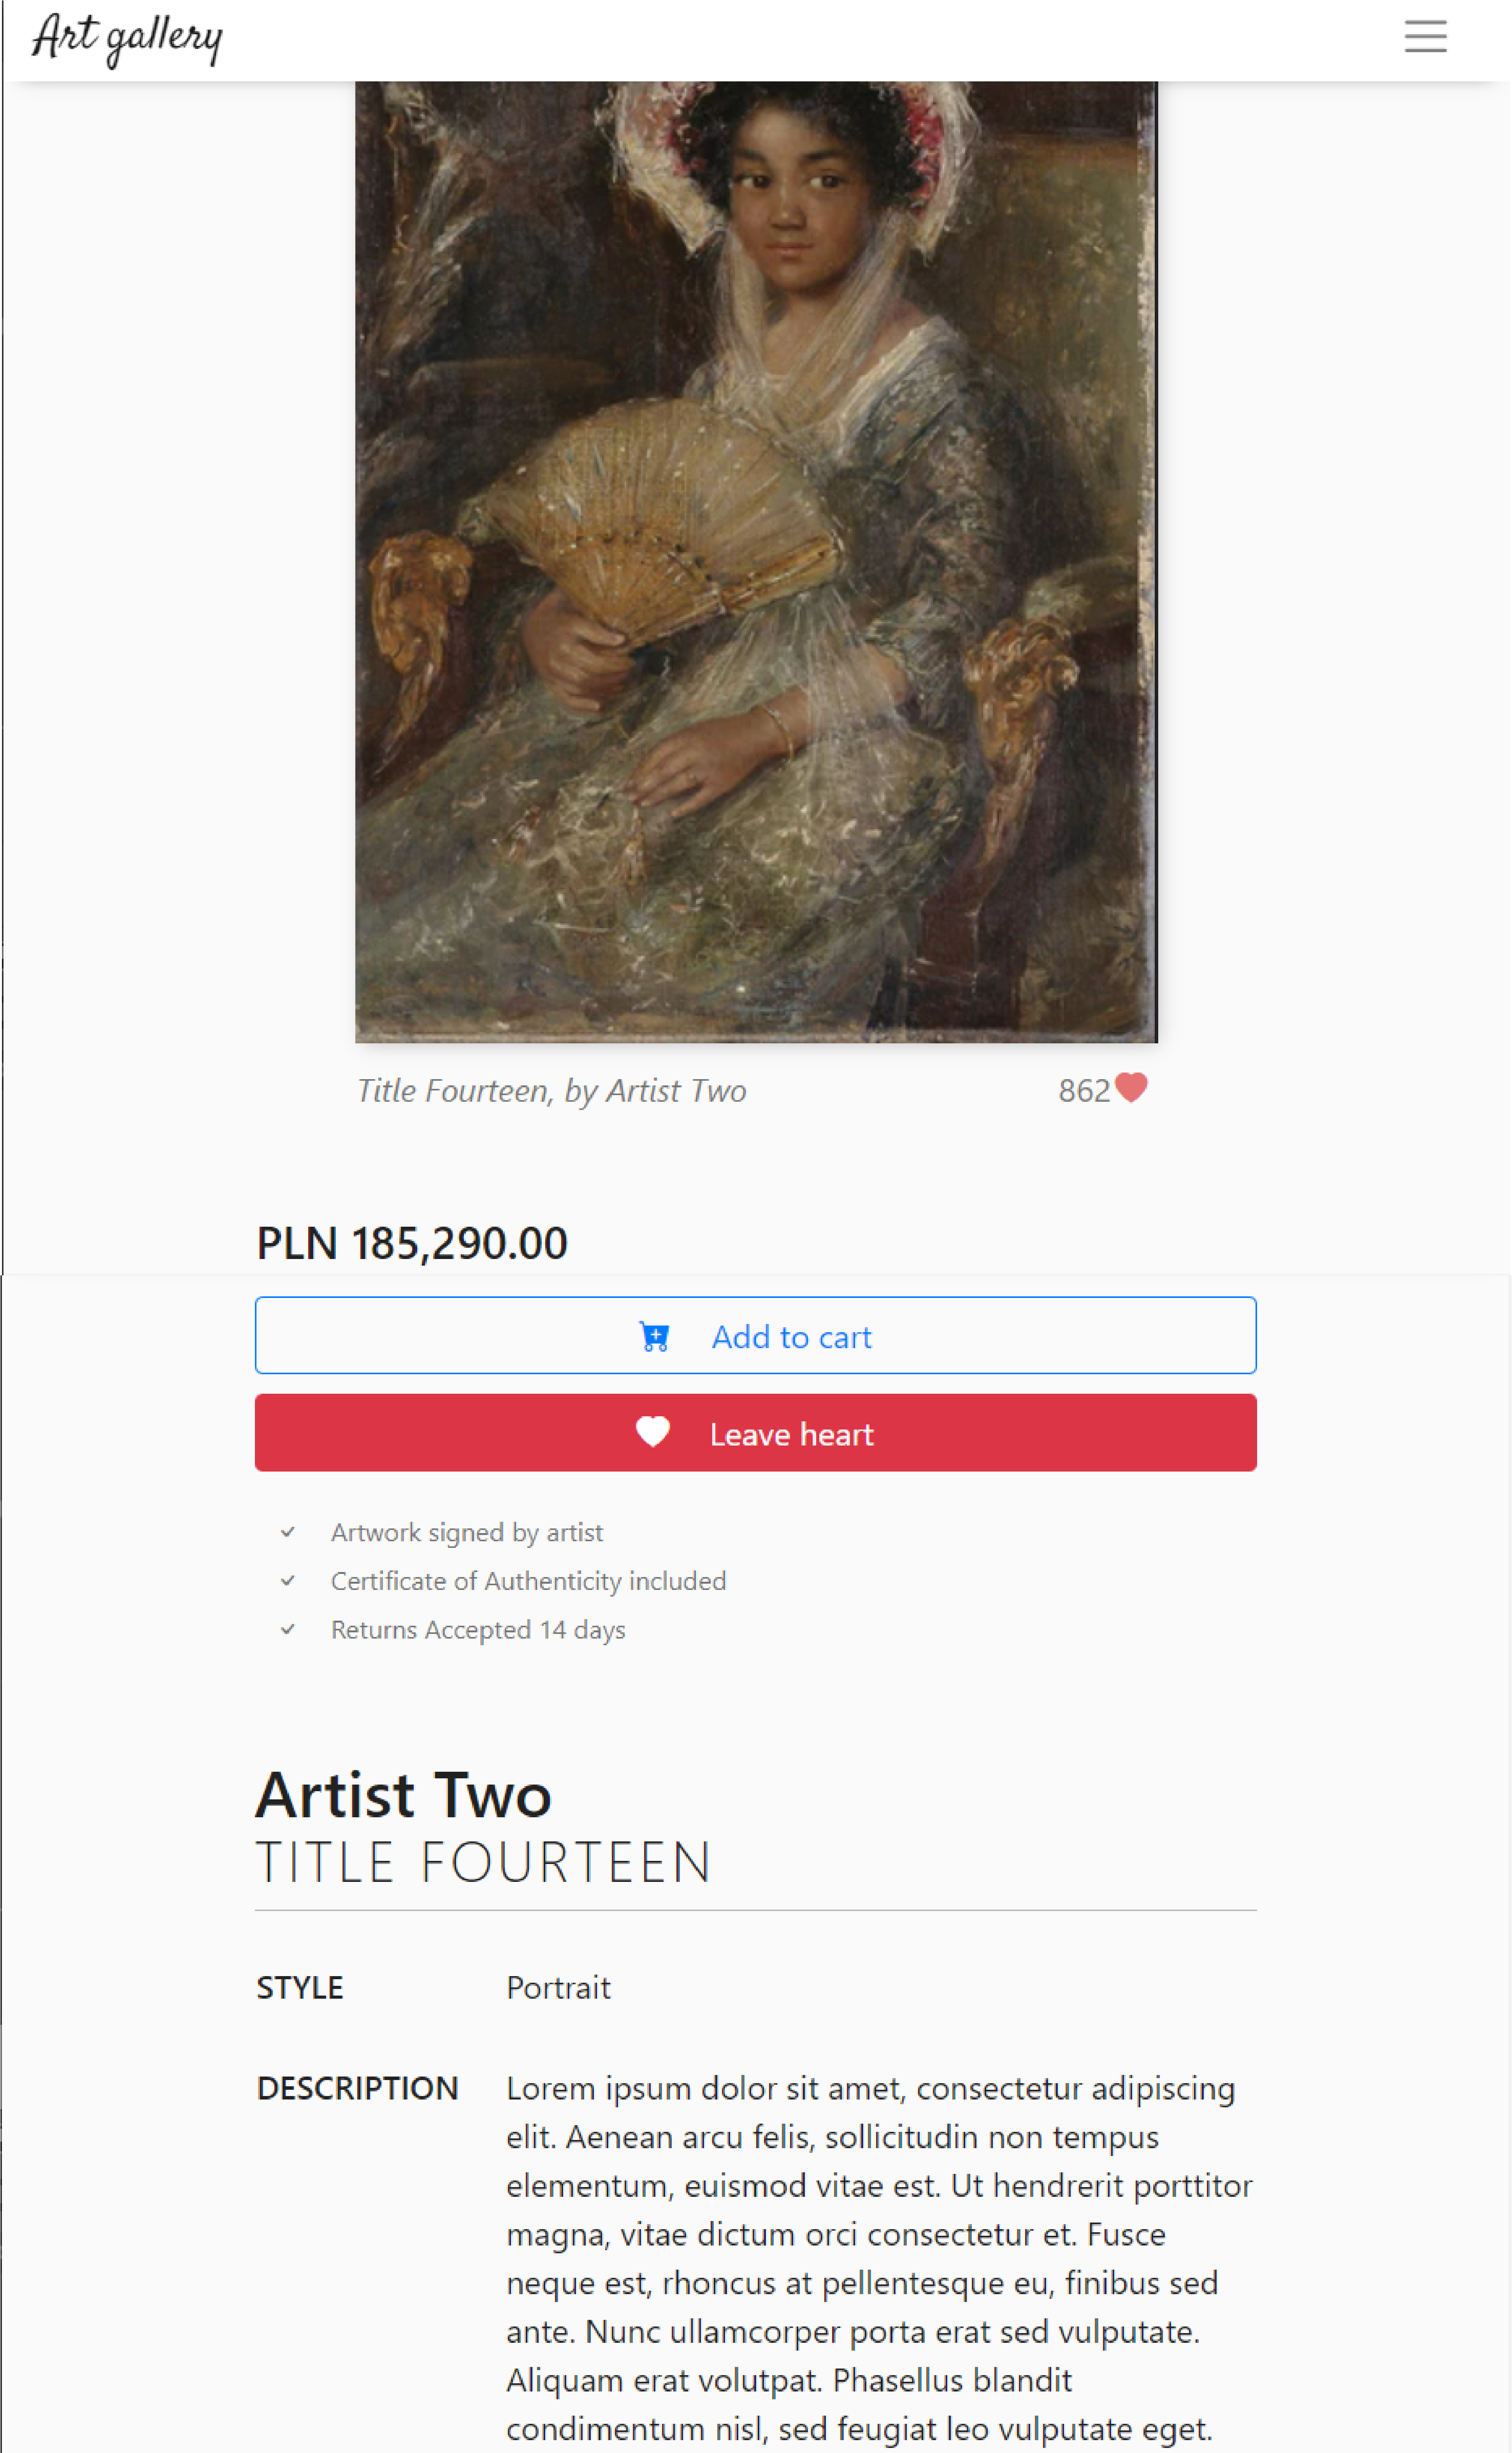 Art gallery
Title Fourteen, by Artist Two
862
PLN 185,290.00
Add to cart
Leave heart
Artwork signed by artist
Certificate of Authenticity included
Returns Accepted 14 days
Artist Two
TITLE FOURTEEN
STYLE Portrait
DESCRIPTION Lorem ipsum dolor sit amet, consectetur adipiscing
elit. Aenean arcu felis, sollicitudin non tempus
elementum, euismod vitae est. Ut hendrerit porttitor
magna, vitae dictum orci consectetur et. Fusce
neque est, rhoncus at pellentesque eu, finibus sed
ante. Nunc ullamcorper porta erat sed vulputate.
Aliquam erat volutpat. Phasellus blandit
condimentum nisl, sed feugiat leo vulputate eget.